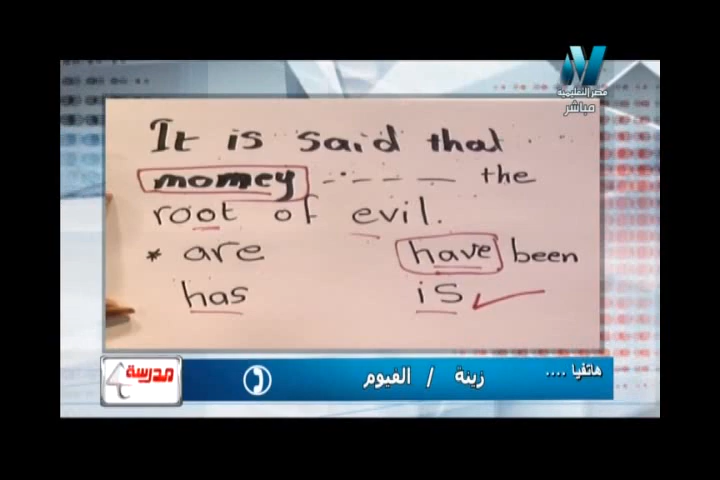 مصر التعليمية
مباشر
It is said that ...
momey - - - - - the
root of evil.
* are have been
has is ✓
هاتفيا ....
زينة / الفيوم
مدرسة